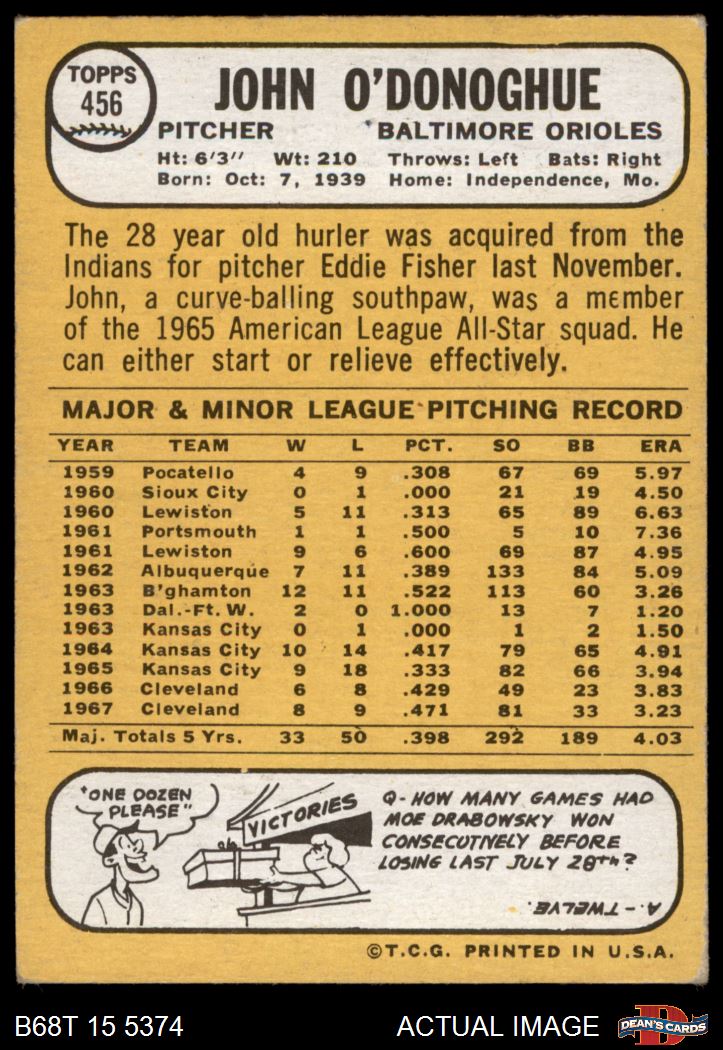 TOPPS
456
JOHN O'DONOGHUE
PITCHER BALTIMORE ORIOLES
Ht: 6'3" Wt: 210 Throws: Left Bats: Right
Born: Oct: 7, 1939 Home: Independence, Mo.
The 28 year old hurler was acquired from the
Indians for pitcher Eddie Fisher last November.
John, a curve-balling southpaw, was a member
of the 1965 American League All-Star squad. He
can either start or relieve effectively.
MAJOR & MINOR LEAGUE PITCHING RECORD
YEAR TEAM W L PCT. SO BB ERA
1959 Pocatello 4 9 .308 67 69 5.97
1960 Sioux City 0 1 .000 21 19 4.50
1960 Lewiston 5 11 .313 65 89 6.63
1961 Portsmouth 1 1 .500 5 10 7.36
1961 Lewiston 9 6 .600 69 87 4.95
1962 Albuquerque 7 11 .389 133 84 5.09
1963 B'ghamton 12 11 .522 113 60 3.26
1963 Dal.-Ft. W. 2 0 1.000 13 7 1.20
1963 Kansas City 0 1 .000 1 2 1.50
1964 Kansas City 10 14 .417 79 65 4.91
1965 Kansas City 9 18 .333 82 66 3.94
1966 Cleveland 6 8 .429 49 23 3.83
1967 Cleveland 8 9 .471 81 33 3.23
Maj. Totals 5 Yrs. 33 50 .398 292 189 4.03
"ONE DOZEN
PLEASE"
VICTORIES
Q- HOW MANY GAMES HAD
MOE DRABOWSKY WON
CONSECUTIVELY BEFORE
LOSING LAST JULY 28TH?
A.- TWELVE.
©T.C.G. PRINTED IN U.S.A.
B68T 15 5374 ACTUAL IMAGE
D
DEAN'S CARDS